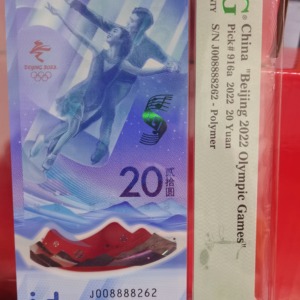 BEIJING 2022
20
贰拾圆
J008888262
China "Beijing 2022 Olympic Games"
Pick# 916a 2022 20 Yuan
S/N J008888262 - Polymer